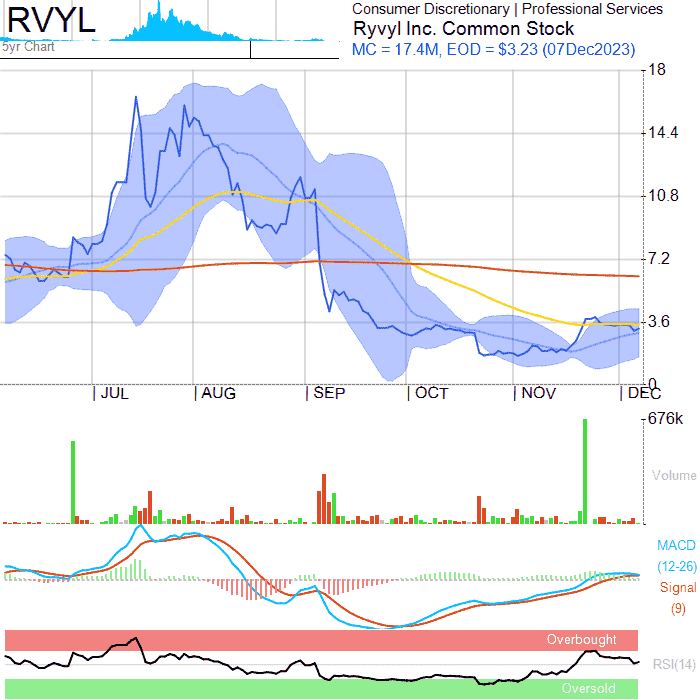 RVYL
5yr Chart
Consumer Discretionary | Professional Services
Ryvyl Inc. Common Stock
MC = 17.4M, EOD = $3.23 (07Dec2023)
18
14.4
10.8
7.2
3.6
0
JUL AUG SEP OCT NOV DEC
676k
Volume
MACD
(12-26)
Signal
(9)
Overbought
RSI(14)
Oversold